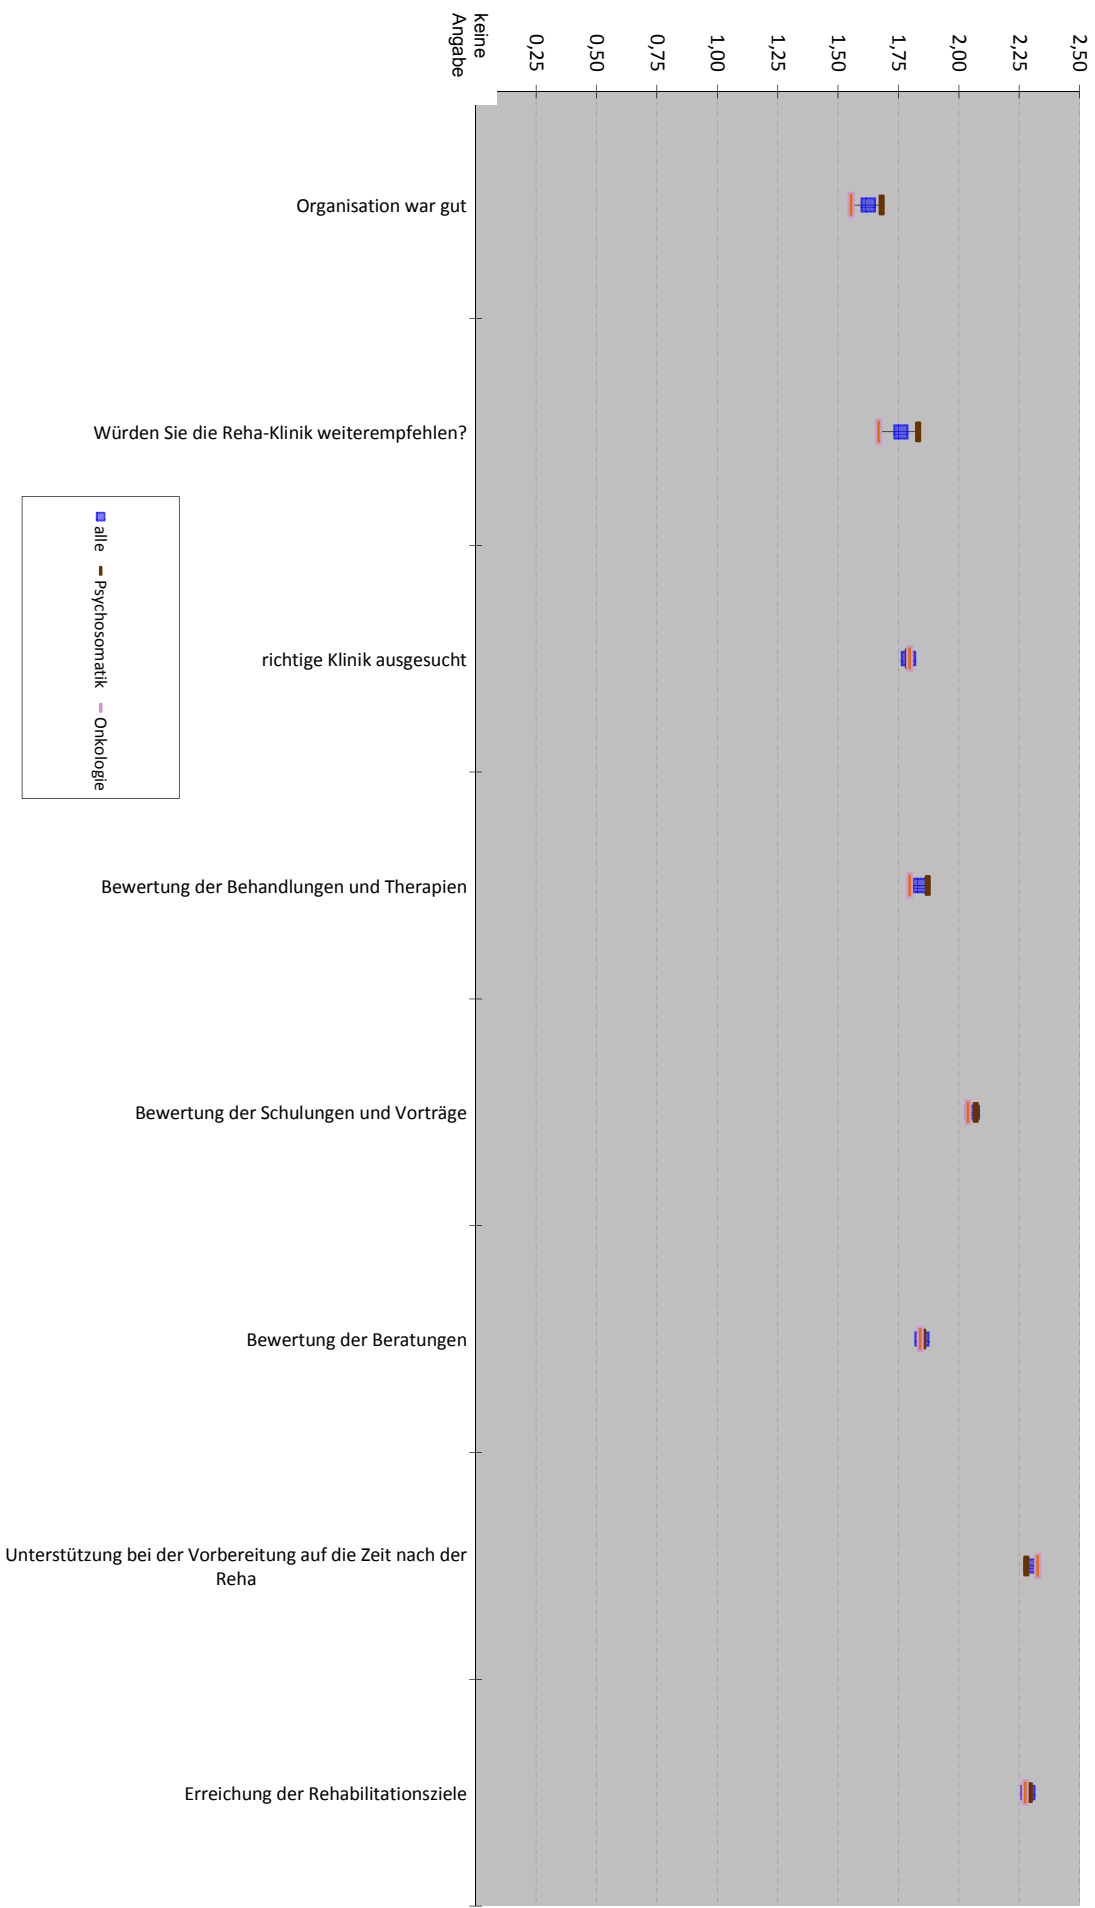 2,50
2,25
2,00
1,75
1,50
1,25
1,00
0,75
0,50
0,25
keine
Angabe
Organisation war gut
Würden Sie die Reha-Klinik weiterempfehlen?
richtige Klinik ausgesucht
Bewertung der Behandlungen und Therapien
Bewertung der Schulungen und Vorträge
Bewertung der Beratungen
Unterstützung bei der Vorbereitung auf die Zeit nach der
Reha
Erreichung der Rehabilitationsziele
alle Psychosomatik Onkologie